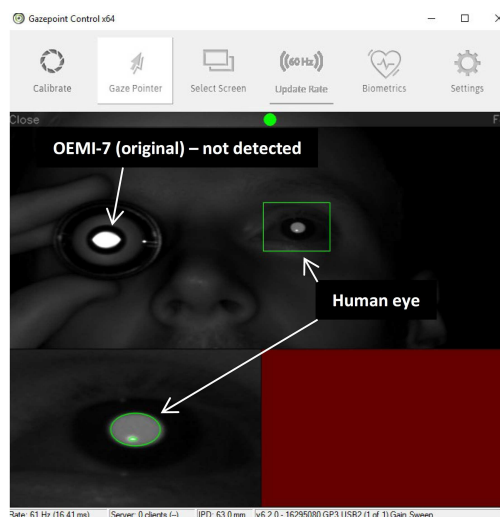 Gazepoint Control x64
Calibrate Gaze Pointer Select Screen Update Rate Biometrics Settings
((60 Hz))
Close F
OEMI-7 (original) – not detected
Human eye
Rate: 61 Hz (16.41 ms) Server: 0 clients (--) IPD: 63.0 mm v6.2.0 - 16295080 GP3 USB2 (1 of 1) Gain Sweep